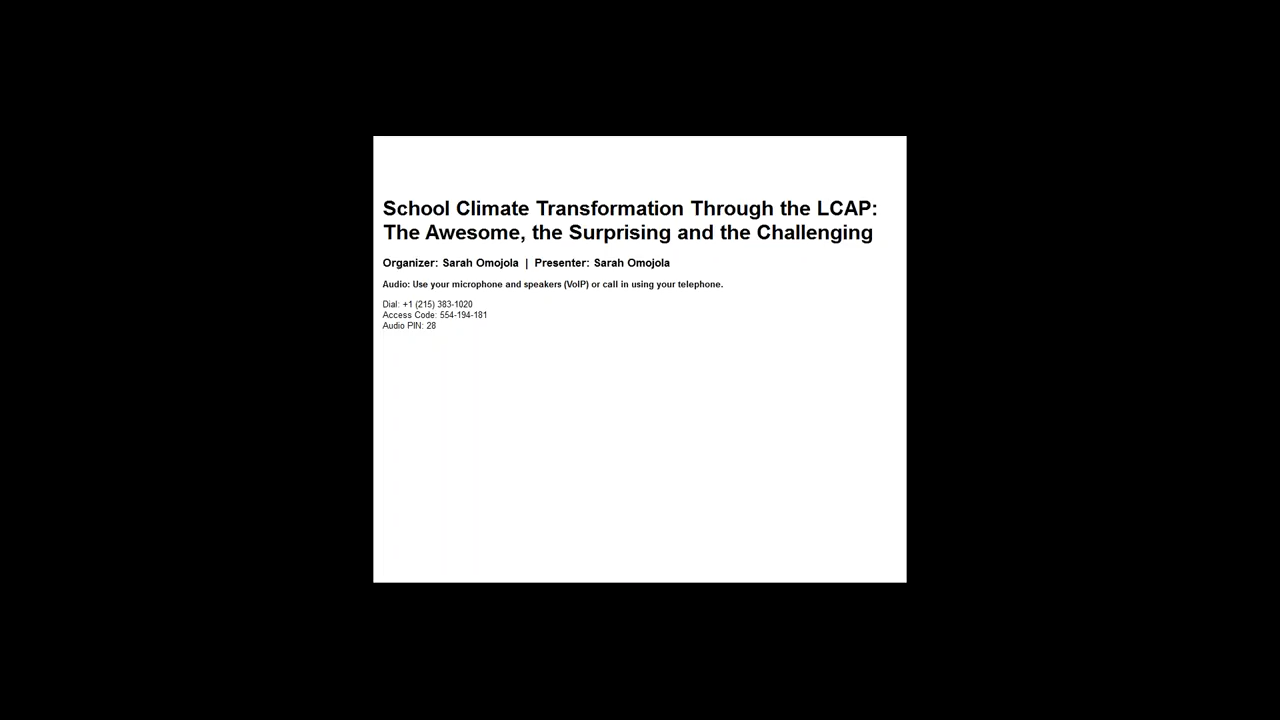 School Climate Transformation Through the LCAP:
The Awesome, the Surprising and the Challenging
Organizer: Sarah Omojola | Presenter: Sarah Omojola
Audio: Use your microphone and speakers (VoIP) or call in using your telephone.
Dial: +1 (215) 383-1020
Access Code: 554-194-181
Audio PIN: 28